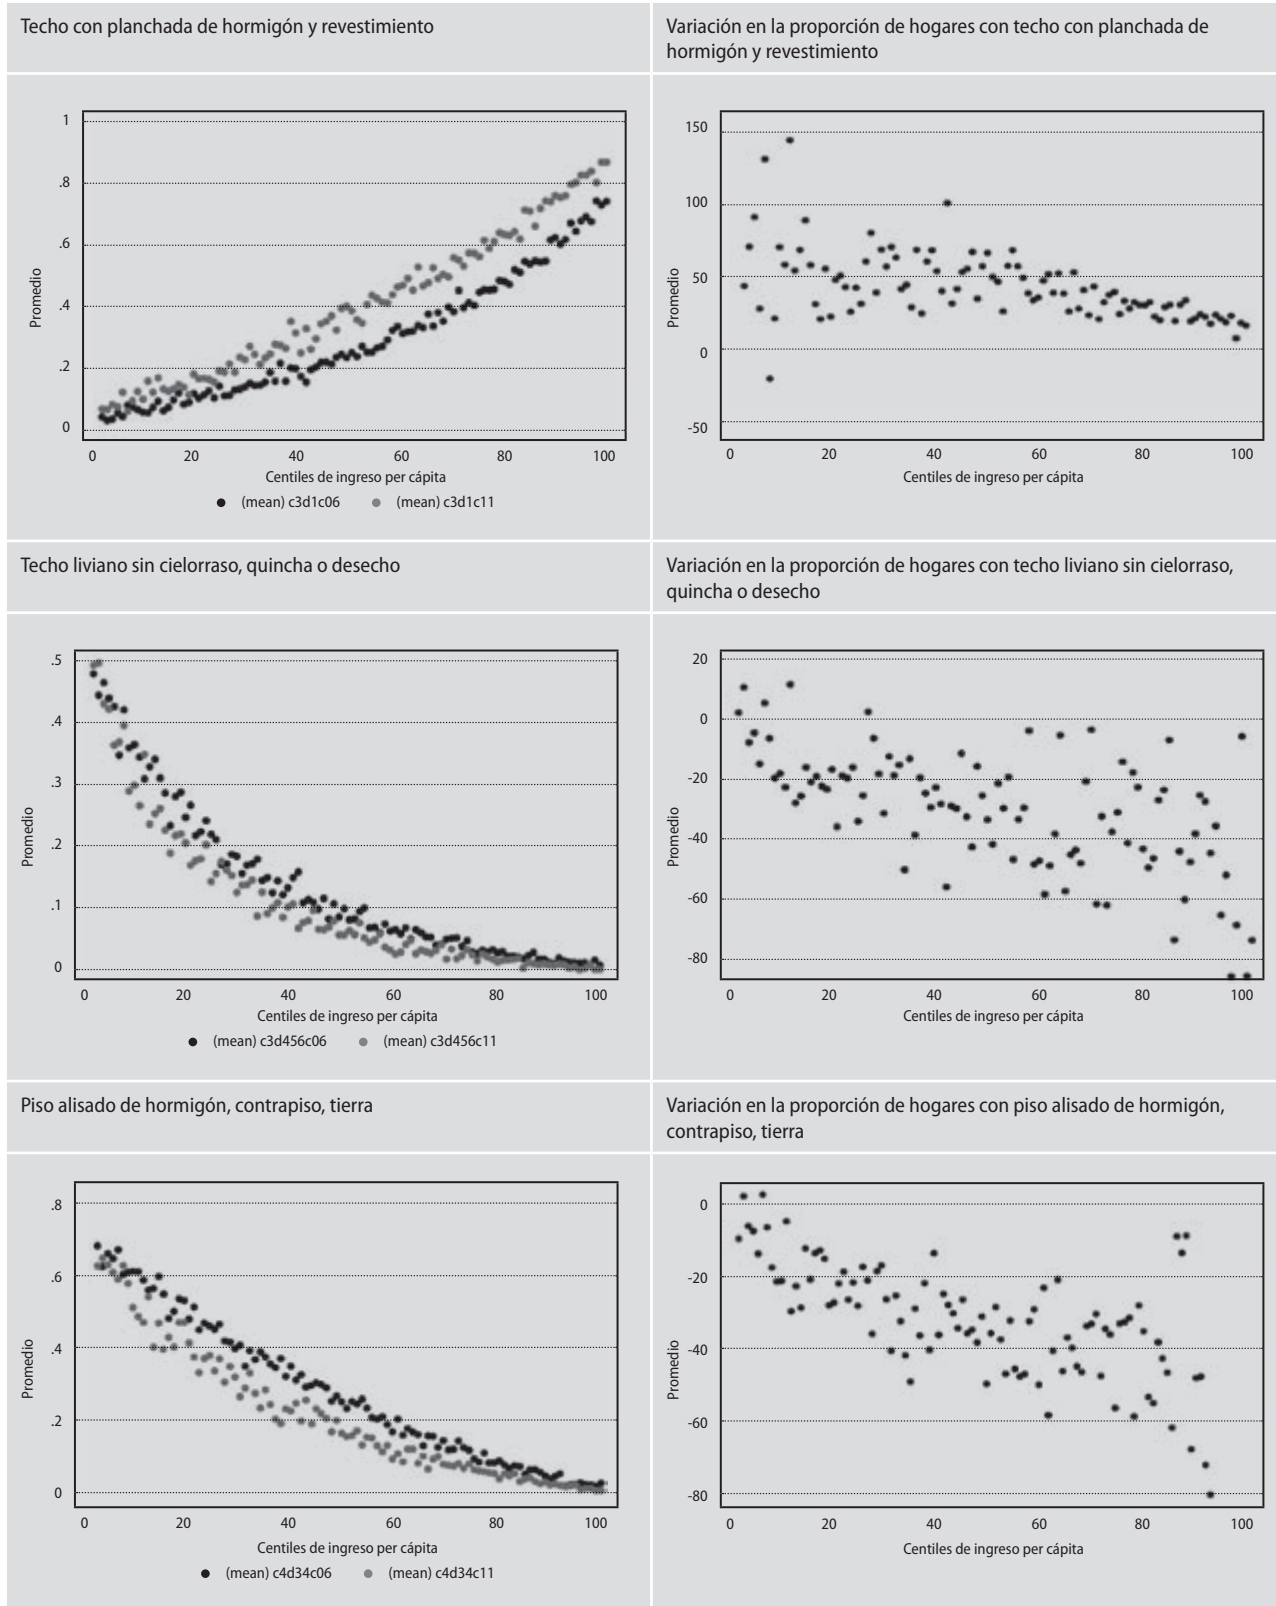 Techo con planchada de hormigón y revestimiento
Variación en la proporción de hogares con techo con planchada de
hormigón y revestimiento
1
.8
.6
.4
.2
0
Promedio
0 20 40 60 80 100
Centiles de ingreso per cápita
(mean) c3d1c06 (mean) c3d1c11
150
100
50
0
-50
Promedio
0 20 40 60 80 100
Centiles de ingreso per cápita
Techo liviano sin cielorraso, quincha o desecho
Variación en la proporción de hogares con techo liviano sin cielorraso,
quincha o desecho
.5
.4
.3
.2
.1
0
Promedio
0 20 40 60 80 100
Centiles de ingreso per cápita
(mean) c3d456c06 (mean) c3d456c11
20
0
-20
-40
-60
-80
Promedio
0 20 40 60 80 100
Centiles de ingreso per cápita
Piso alisado de hormigón, contrapiso, tierra
Variación en la proporción de hogares con piso alisado de hormigón,
contrapiso, tierra
.8
.6
.4
.2
0
Promedio
0 20 40 60 80 100
Centiles de ingreso per cápita
(mean) c4d34c06 (mean) c4d34c11
0
-20
-40
-60
-80
Promedio
0 20 40 60 80 100
Centiles de ingreso per cápita